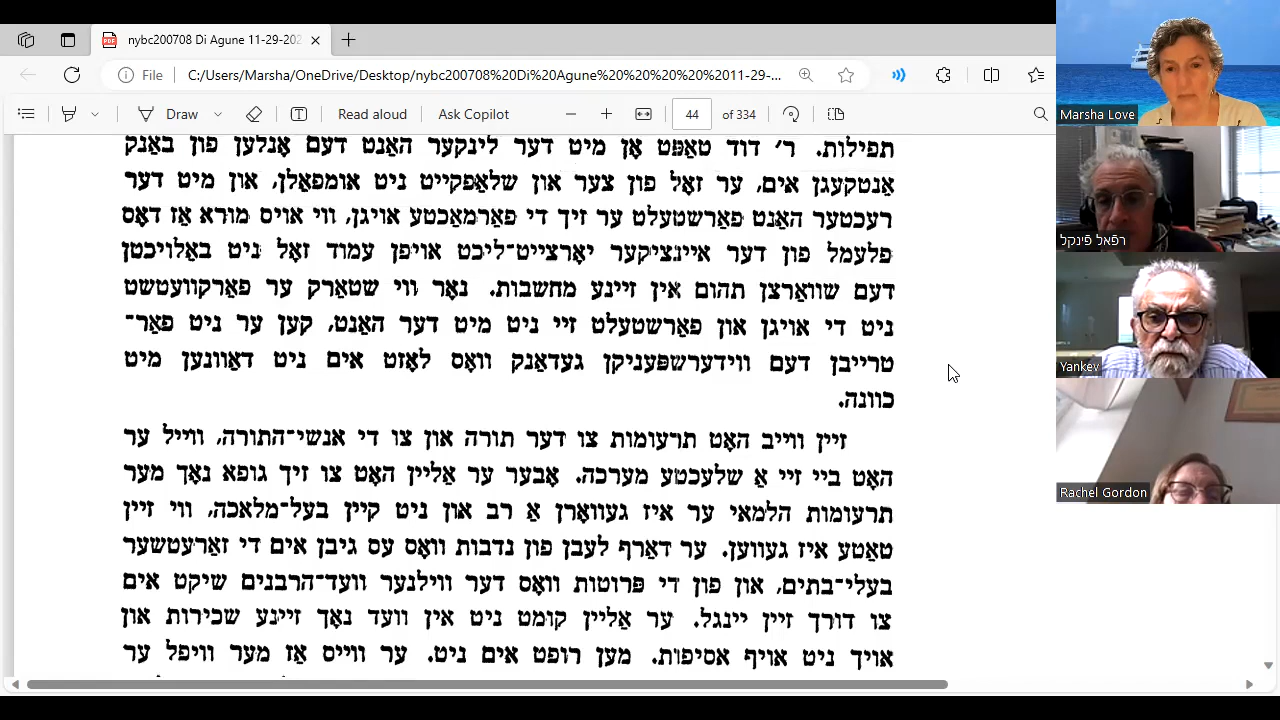 nybc200708 Di Agune 11-29-202
File
C:/Users/Marsha/OneDrive/Desktop/nybc200708%20Di%20Agune%20%20%20%20%2011-29-...
Draw
Read aloud
Ask Copilot
44
of 334
תפילות. ר׳ דוד טאַפּט אָן מיט דער לינקער האַנט דעם אָנלען פון באַנק
אַנטקעגן אים, ער זאָל פון צער און שלאַפקייט ניט אומפאַלן, און מיט דער
רעכטער האַנט פאַרשטעלט ער זיך די פאַרמאַכטע אויגן, ווי אויס מורא אַז דאָס
פלעמל פון דער איינציקער יאָרצייט־ליכט אויפן עמוד זאָל ניט באַלויכטן
דעם שוואַרצן תהום אין זיינע מחשבות. נאָר ווי שטאַרק ער פאַרקוועטשט
ניט די אויגן און פאַרשטעלט זיי ניט מיט דער האַנט, קען ער ניט פאַר־
טרייבן דעם ווידערשפּעניקן געדאַנק וואָס לאָזט אים ניט דאַוונען מיט
כוונה.
זיין ווייב האָט תרעומות צו דער תורה און צו די אנשי־התורה, ווייל ער
האָט ביי זיי אַ שלעכטע מערכה. אָבער ער אַליין האָט צו זיך גופא נאָך מער
תרעומות הלמאי ער איז געוואָרן אַ רב און ניט קיין בעל־מלאכה, ווי זיין
טאַטע איז געווען. ער דאַרף לעבן פון נדבות וואָס עס גיבן אים די זאַרעטשער
בעלי־בתים, און פון די פּרוטות וואָס דער ווילנער וועד־הרבנים שיקט אים
צו דורך זיין יינגל. ער אַליין קומט ניט אין וועד נאָך זיינע שכירות און
אויך ניט אויף אסיפות. מען רופט אים ניט. ער ווייס אַז מער וויפל ער
Marsha Love
רפֿאל פֿינקל
Yankev
Rachel Gordon